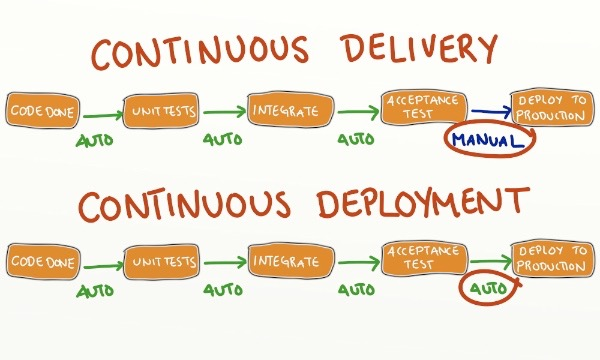 CONTINUOUS DELIVERY
CODE DONE
UNIT TESTS
INTEGRATE
ACCEPTANCE
TEST
DEPLOY TO
PRODUCTION
AUTO
AUTO
AUTO
MANUAL
CONTINUOUS DEPLOYMENT
CODE DONE
UNIT TESTS
INTEGRATE
ACCEPTANCE
TEST
DEPLOY TO
PRODUCTION
AUTO
AUTO
AUTO
AUTO